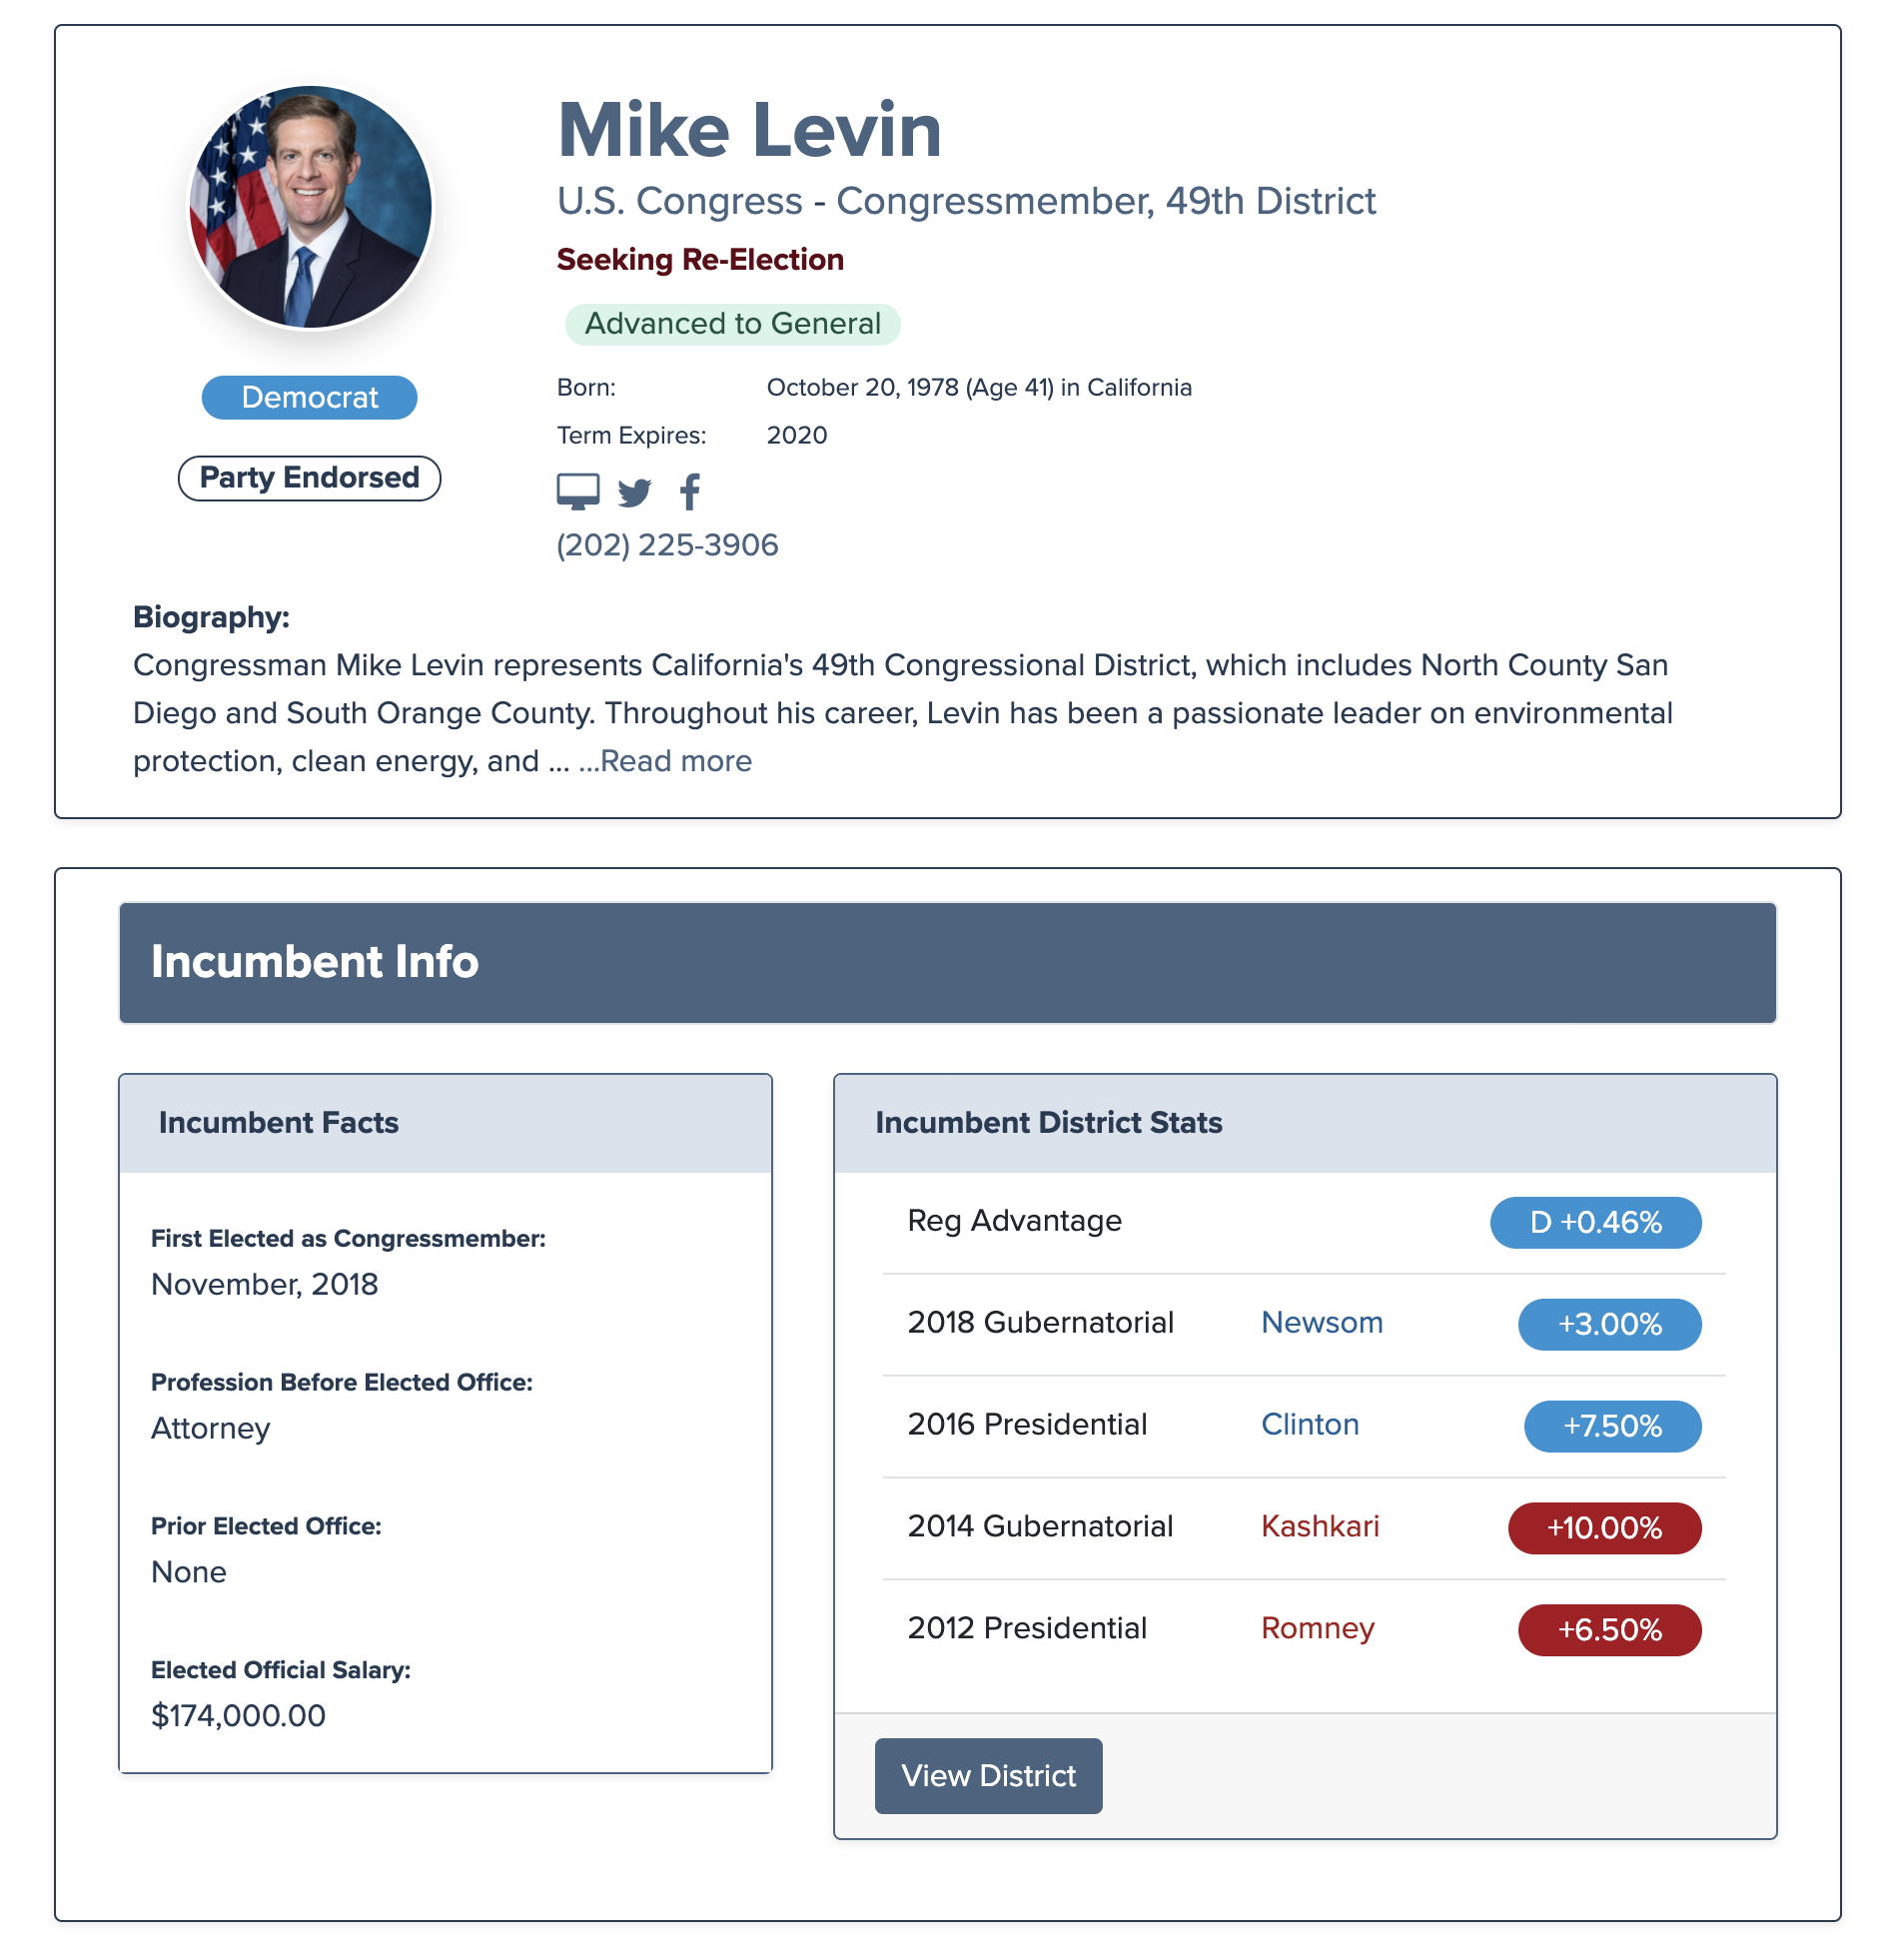 Mike Levin
U.S. Congress - Congressmember, 49th District
Seeking Re-Election
Advanced to General
Democrat
Party Endorsed
Born: October 20, 1978 (Age 41) in California
Term Expires: 2020
(202) 225-3906
Biography:
Congressman Mike Levin represents California's 49th Congressional District, which includes North County San
Diego and South Orange County. Throughout his career, Levin has been a passionate leader on environmental
protection, clean energy, and ... ...Read more
Incumbent Info
Incumbent Facts
First Elected as Congressmember:
November, 2018
Profession Before Elected Office:
Attorney
Prior Elected Office:
None
Elected Official Salary:
$174,000.00
Incumbent District Stats
Reg Advantage D +0.46%
2018 Gubernatorial Newsom +3.00%
2016 Presidential Clinton +7.50%
2014 Gubernatorial Kashkari +10.00%
2012 Presidential Romney +6.50%
View District